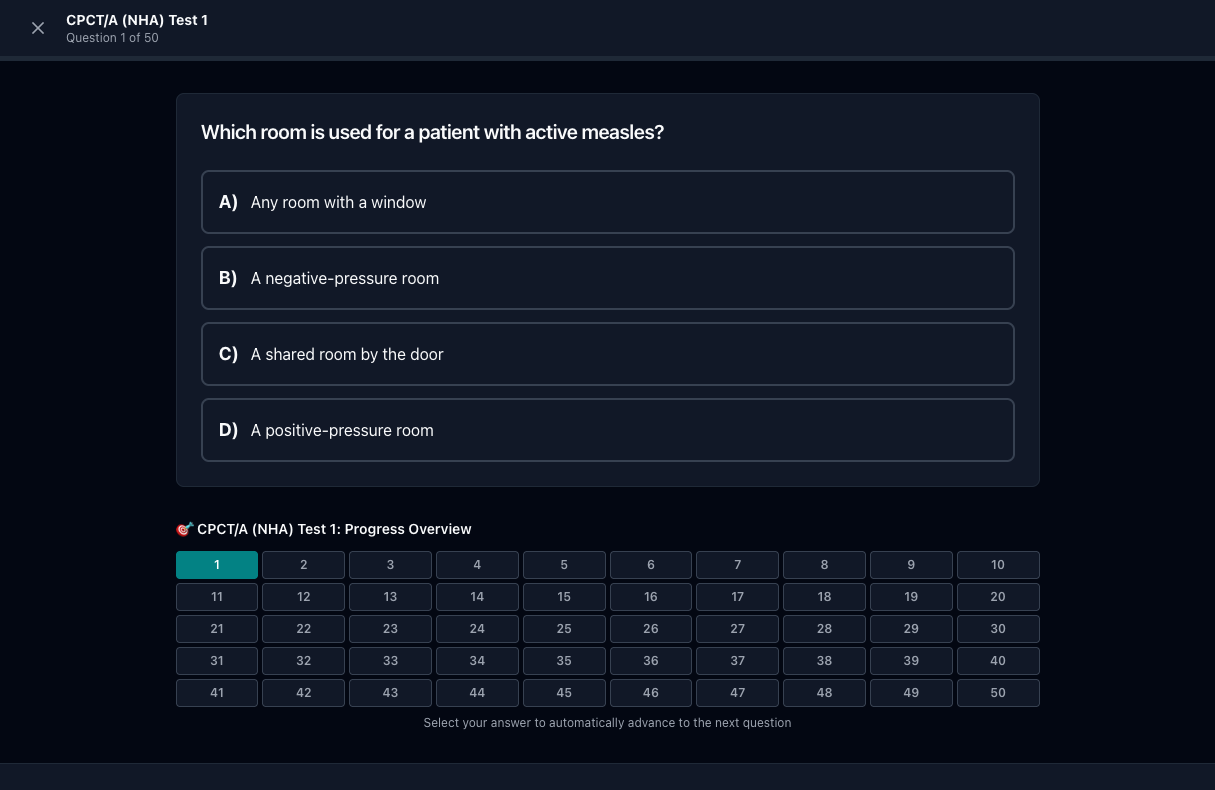 CPCT/A (NHA) Test 1
Question 1 of 50
Which room is used for a patient with active measles?
A) Any room with a window
B) A negative-pressure room
C) A shared room by the door
D) A positive-pressure room
🎯 CPCT/A (NHA) Test 1: Progress Overview
1 2 3 4 5 6 7 8 9 10
11 12 13 14 15 16 17 18 19 20
21 22 23 24 25 26 27 28 29 30
31 32 33 34 35 36 37 38 39 40
41 42 43 44 45 46 47 48 49 50
Select your answer to automatically advance to the next question